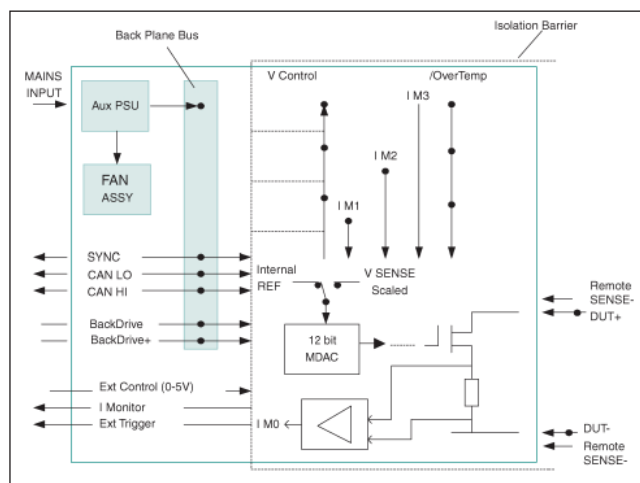 Isolation Barrier
Back Plane Bus
MAINS
INPUT
V Control
/OverTemp
Aux PSU
I M3
FAN
ASSY
I M2
I M1
SYNC
CAN LO
CAN HI
Internal
REF
V SENSE
Scaled
Remote
SENSE-
DUT+
BackDrive
BackDrive+
12 bit
MDAC
Ext Control (0-5V)
I Monitor
Ext Trigger
I M0
DUT-
Remote
SENSE-